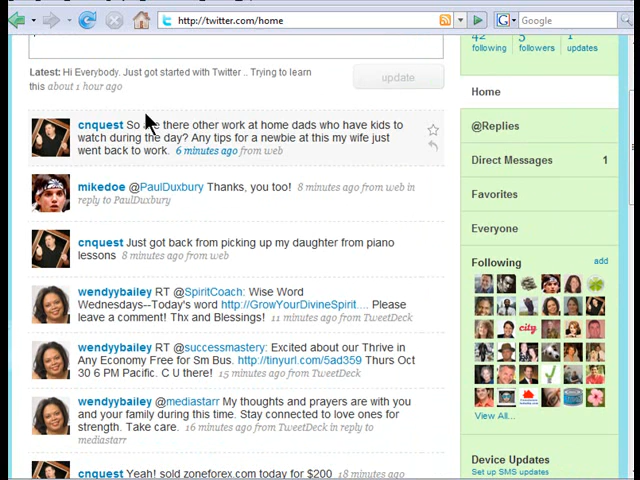 http://twitter.com/home
Google
42
5
1
following
followers
updates
Latest: Hi Everybody. Just got started with Twitter .. Trying to learn
this about 1 hour ago
update
cnquest So there other work at home dads who have kids to
watch during the day? Any tips for a newbie at this my wife just
went back to work. 6 minutes ago from web
mikedoe @PaulDuxbury Thanks, you too! 8 minutes ago from web in
reply to PaulDuxbury
cnquest Just got back from picking up my daughter from piano
lessons 8 minutes ago from web
wendyybailey RT @SpiritCoach: Wise Word
Wednesdays--Today's word http://GrowYourDivineSpirit.... Please
leave a comment! Thx and Blessings! 11 minutes ago from TweetDeck
wendyybailey RT @successmastery: Excited about our Thrive in
Any Economy Free for Sm Bus. http://tinyurl.com/5ad359 Thurs Oct
30 6 PM Pacific. C U there! 15 minutes ago from TweetDeck
wendyybailey @mediastarr My thoughts and prayers are with you
and your family during this time. Stay connected to love ones for
strength. Take care. 16 minutes ago from TweetDeck in reply to
mediastarr
cnquest Yeah! sold zoneforex.com today for $200 18 minutes ago
Home
@Replies
Direct Messages 1
Favorites
Everyone
Following add
city
View All...
Device Updates
Set up SMS updates